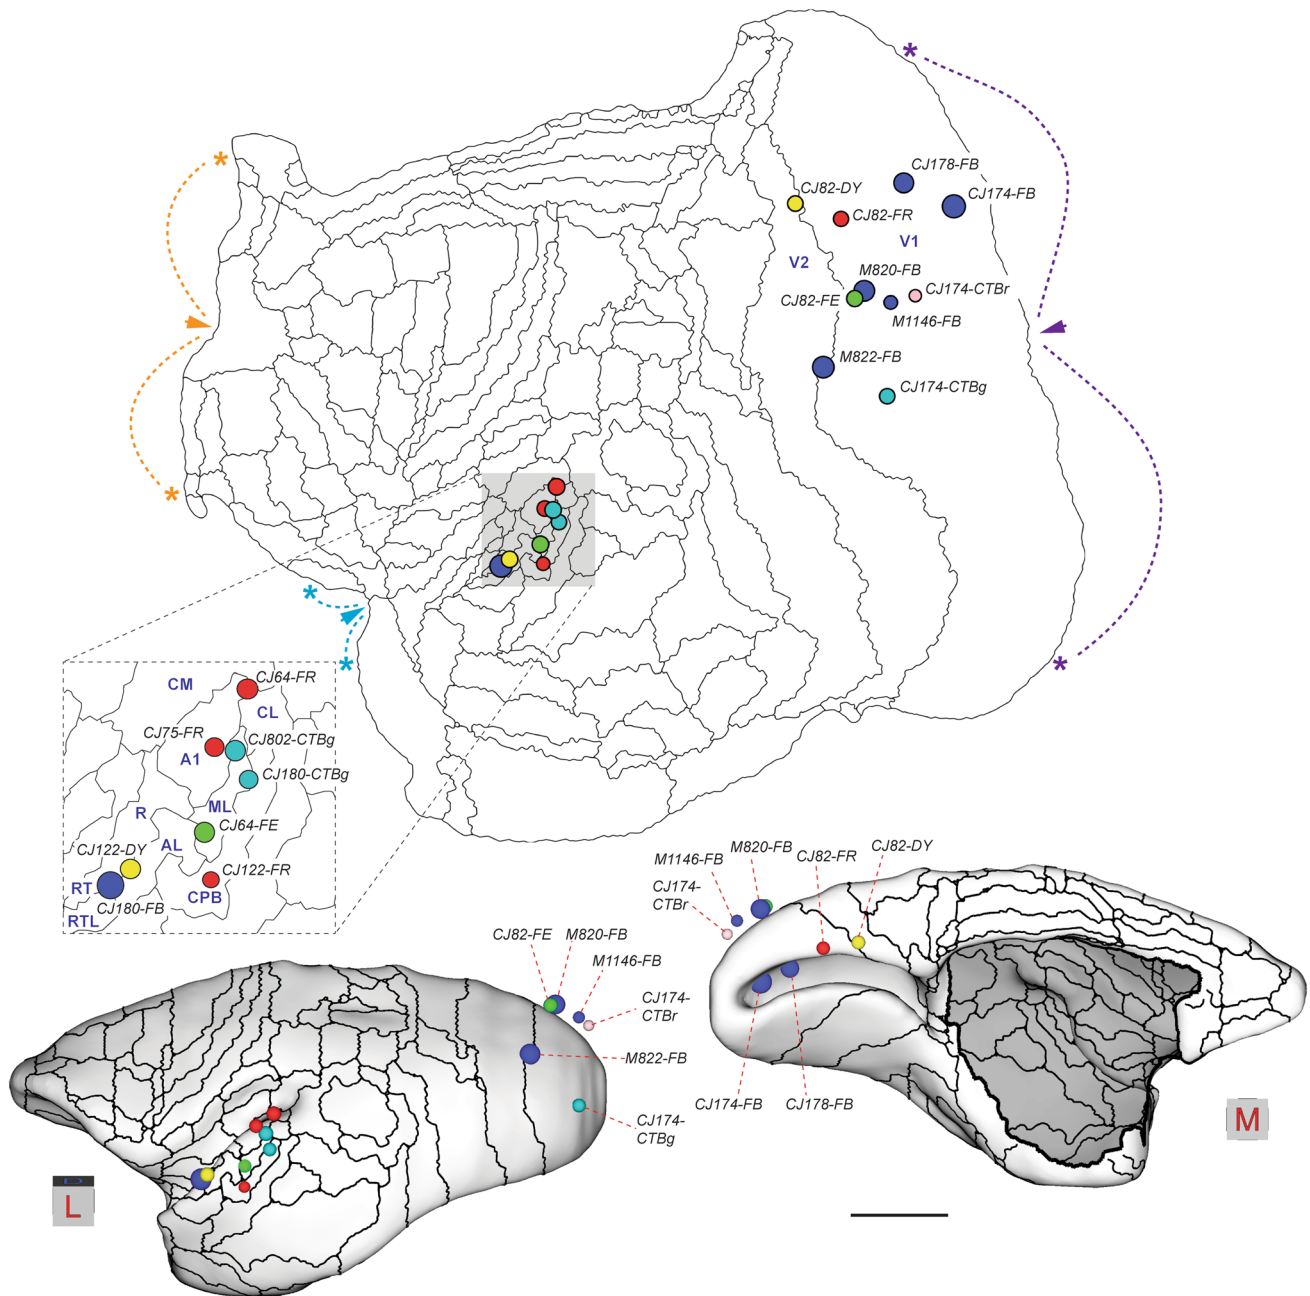 *
CJ178-FB
CJ82-DY
CJ174-FB
*
CJ82-FR
V1
V2
M820-FB
CJ174-CTBr
CJ82-FE
M1146-FB
M822-FB
CJ174-CTBg
*
*
*
*
CJ64-FR
CM
CL
CJ75-FR
CJ802-CTBg
A1
CJ180-CTBg
ML
R
CJ64-FE
AL
CJ122-DY
CJ122-FR
RT
CPB
CJ180-FB
RTL
M1146-FB
M820-FB
CJ82-FR
CJ82-DY
CJ174-
CTBr
CJ174-FB
CJ178-FB
M
CJ82-FE
M820-FB
M1146-FB
CJ174-
CTBr
M822-FB
CJ174-
CTBg
D
L